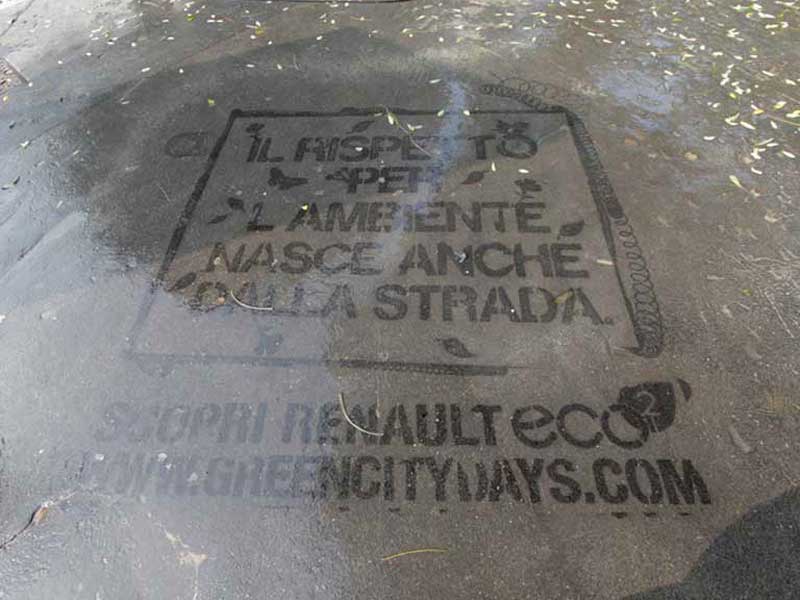 IL RISPETTO
PER
L'AMBIENTE
NASCE ANCHE
DALLA STRADA.
SCOPRI RENAULT eco2
WWW.GREENCITYDAYS.COM